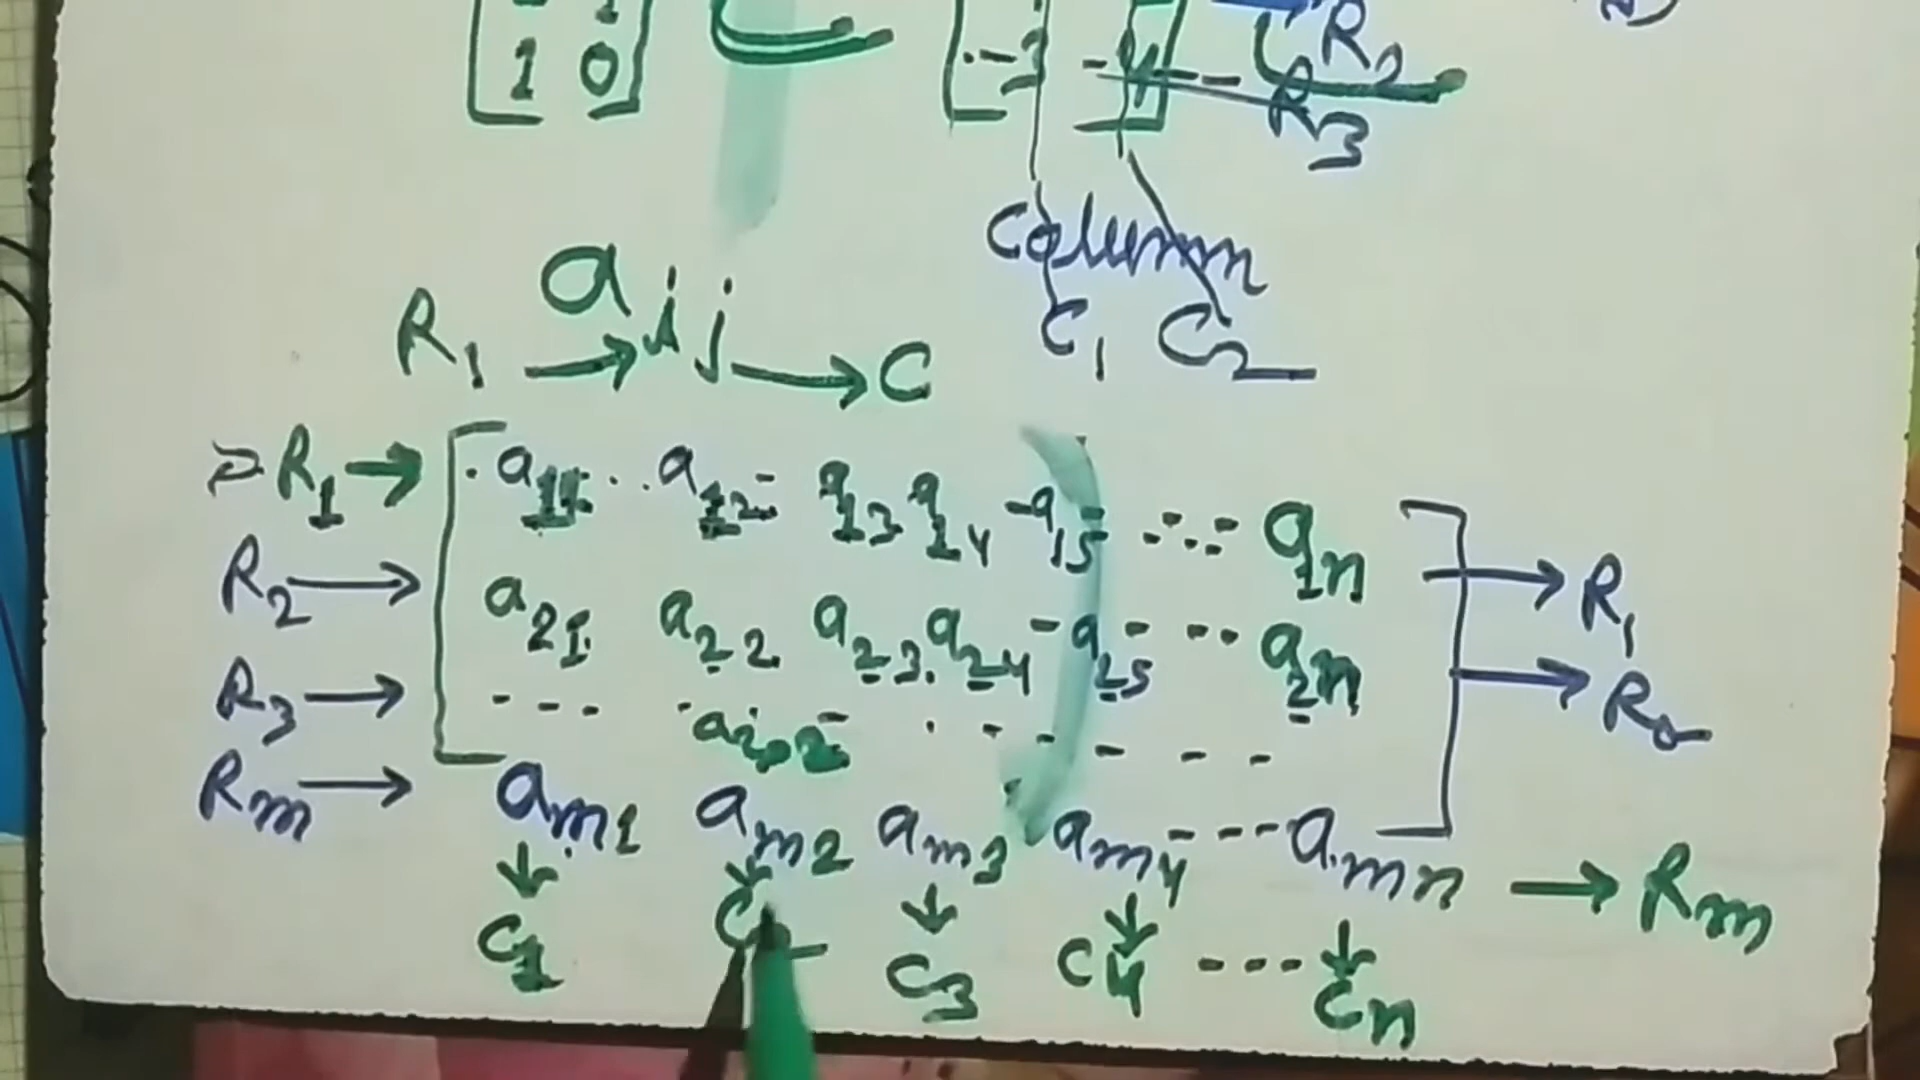 1 0
R2
R3
Column
C1 C2
R1 → aij → C
R1 → [ a11 .. a12 a13 a14 - a15 - ... a1n ] → R1
R2 → a21 a22 a23 a24 - a25 - -- a2n →
R3 → - - - - - - - - - -
Rm → am1 am2 am3 am4 - - - amn → Rm
C1 C2 C3 C4 - - - Cn